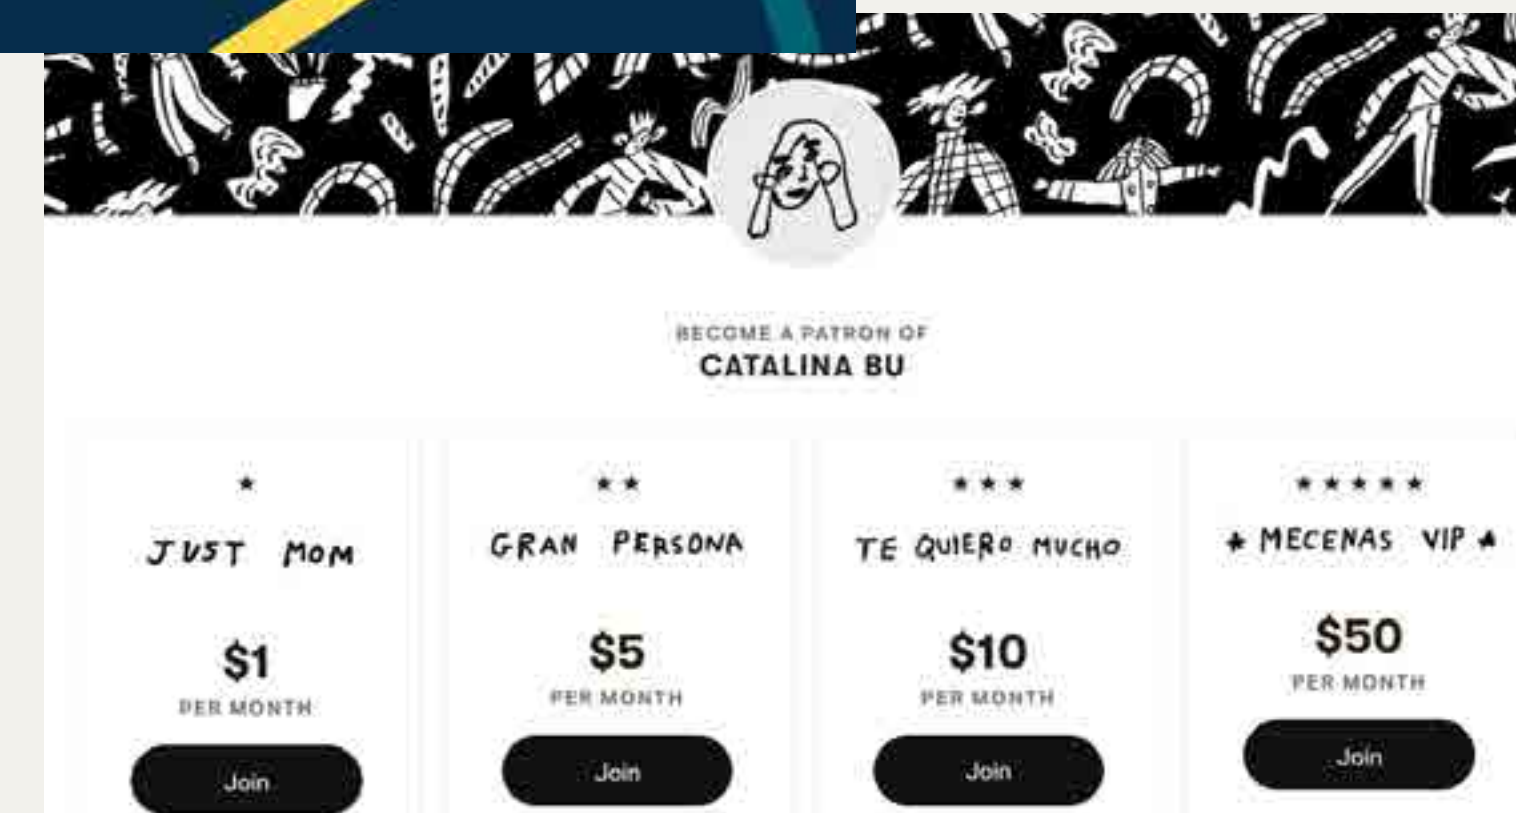 BECOME A PATRON OF
CATALINA BU
JUST MOM
$1
PER MONTH
Join
GRAN PERSONA
$5
PER MONTH
Join
TE QUIERO MUCHO
$10
PER MONTH
Join
★ MECENAS VIP ★
$50
PER MONTH
Join